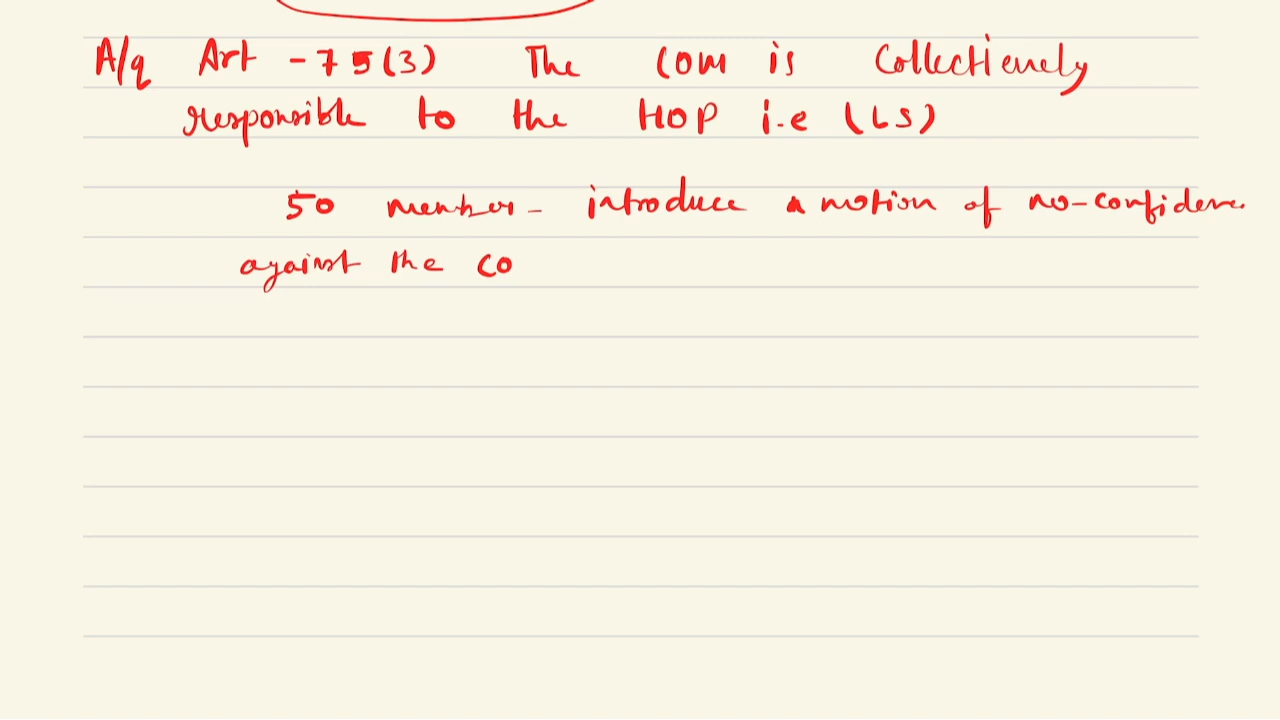 A/q Art - 75(3) The COM is Collectively
responsible to the HOP i.e (LS)
50 member - introduce a motion of no-confidence
against the CO